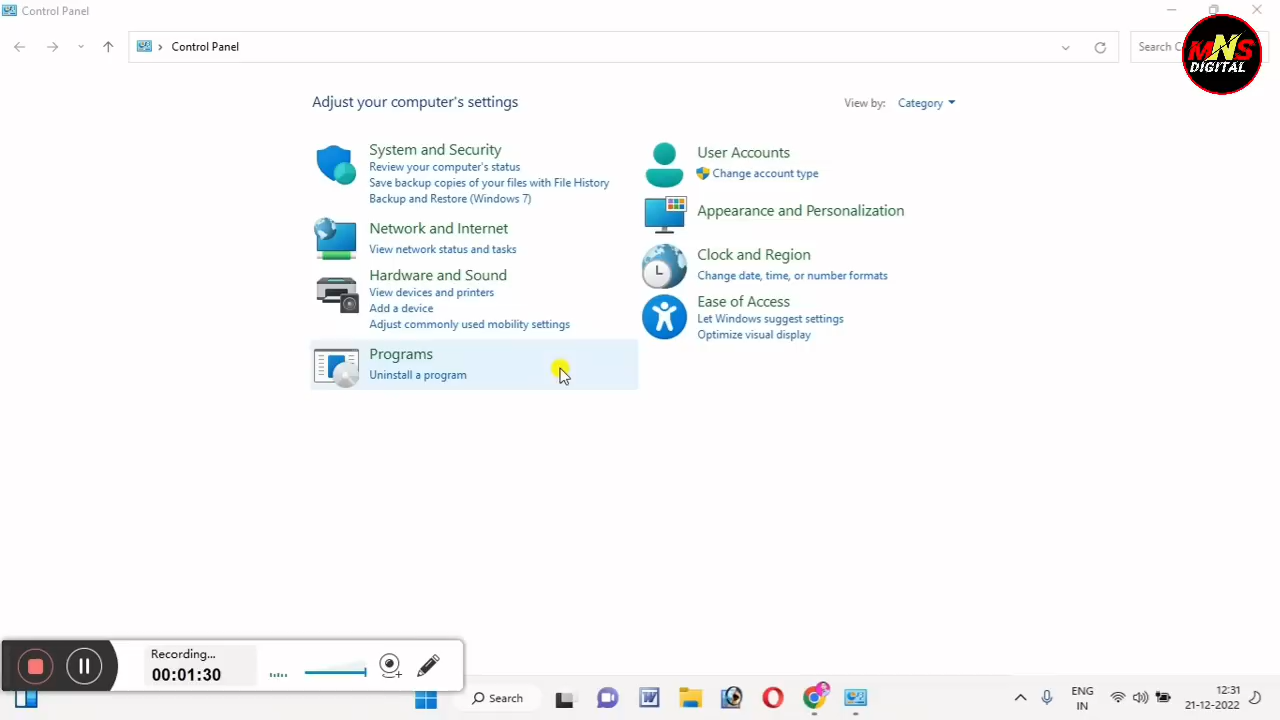 Control Panel
Control Panel
Search
MNS
DIGITAL
Adjust your computer's settings
View by: Category
System and Security
Review your computer's status
Save backup copies of your files with File History
Backup and Restore (Windows 7)
Network and Internet
View network status and tasks
Hardware and Sound
View devices and printers
Add a device
Adjust commonly used mobility settings
Programs
Uninstall a program
User Accounts
Change account type
Appearance and Personalization
Clock and Region
Change date, time, or number formats
Ease of Access
Let Windows suggest settings
Optimize visual display
Recording...
00:01:30
Search
ENG
IN
12:31
21-12-2022